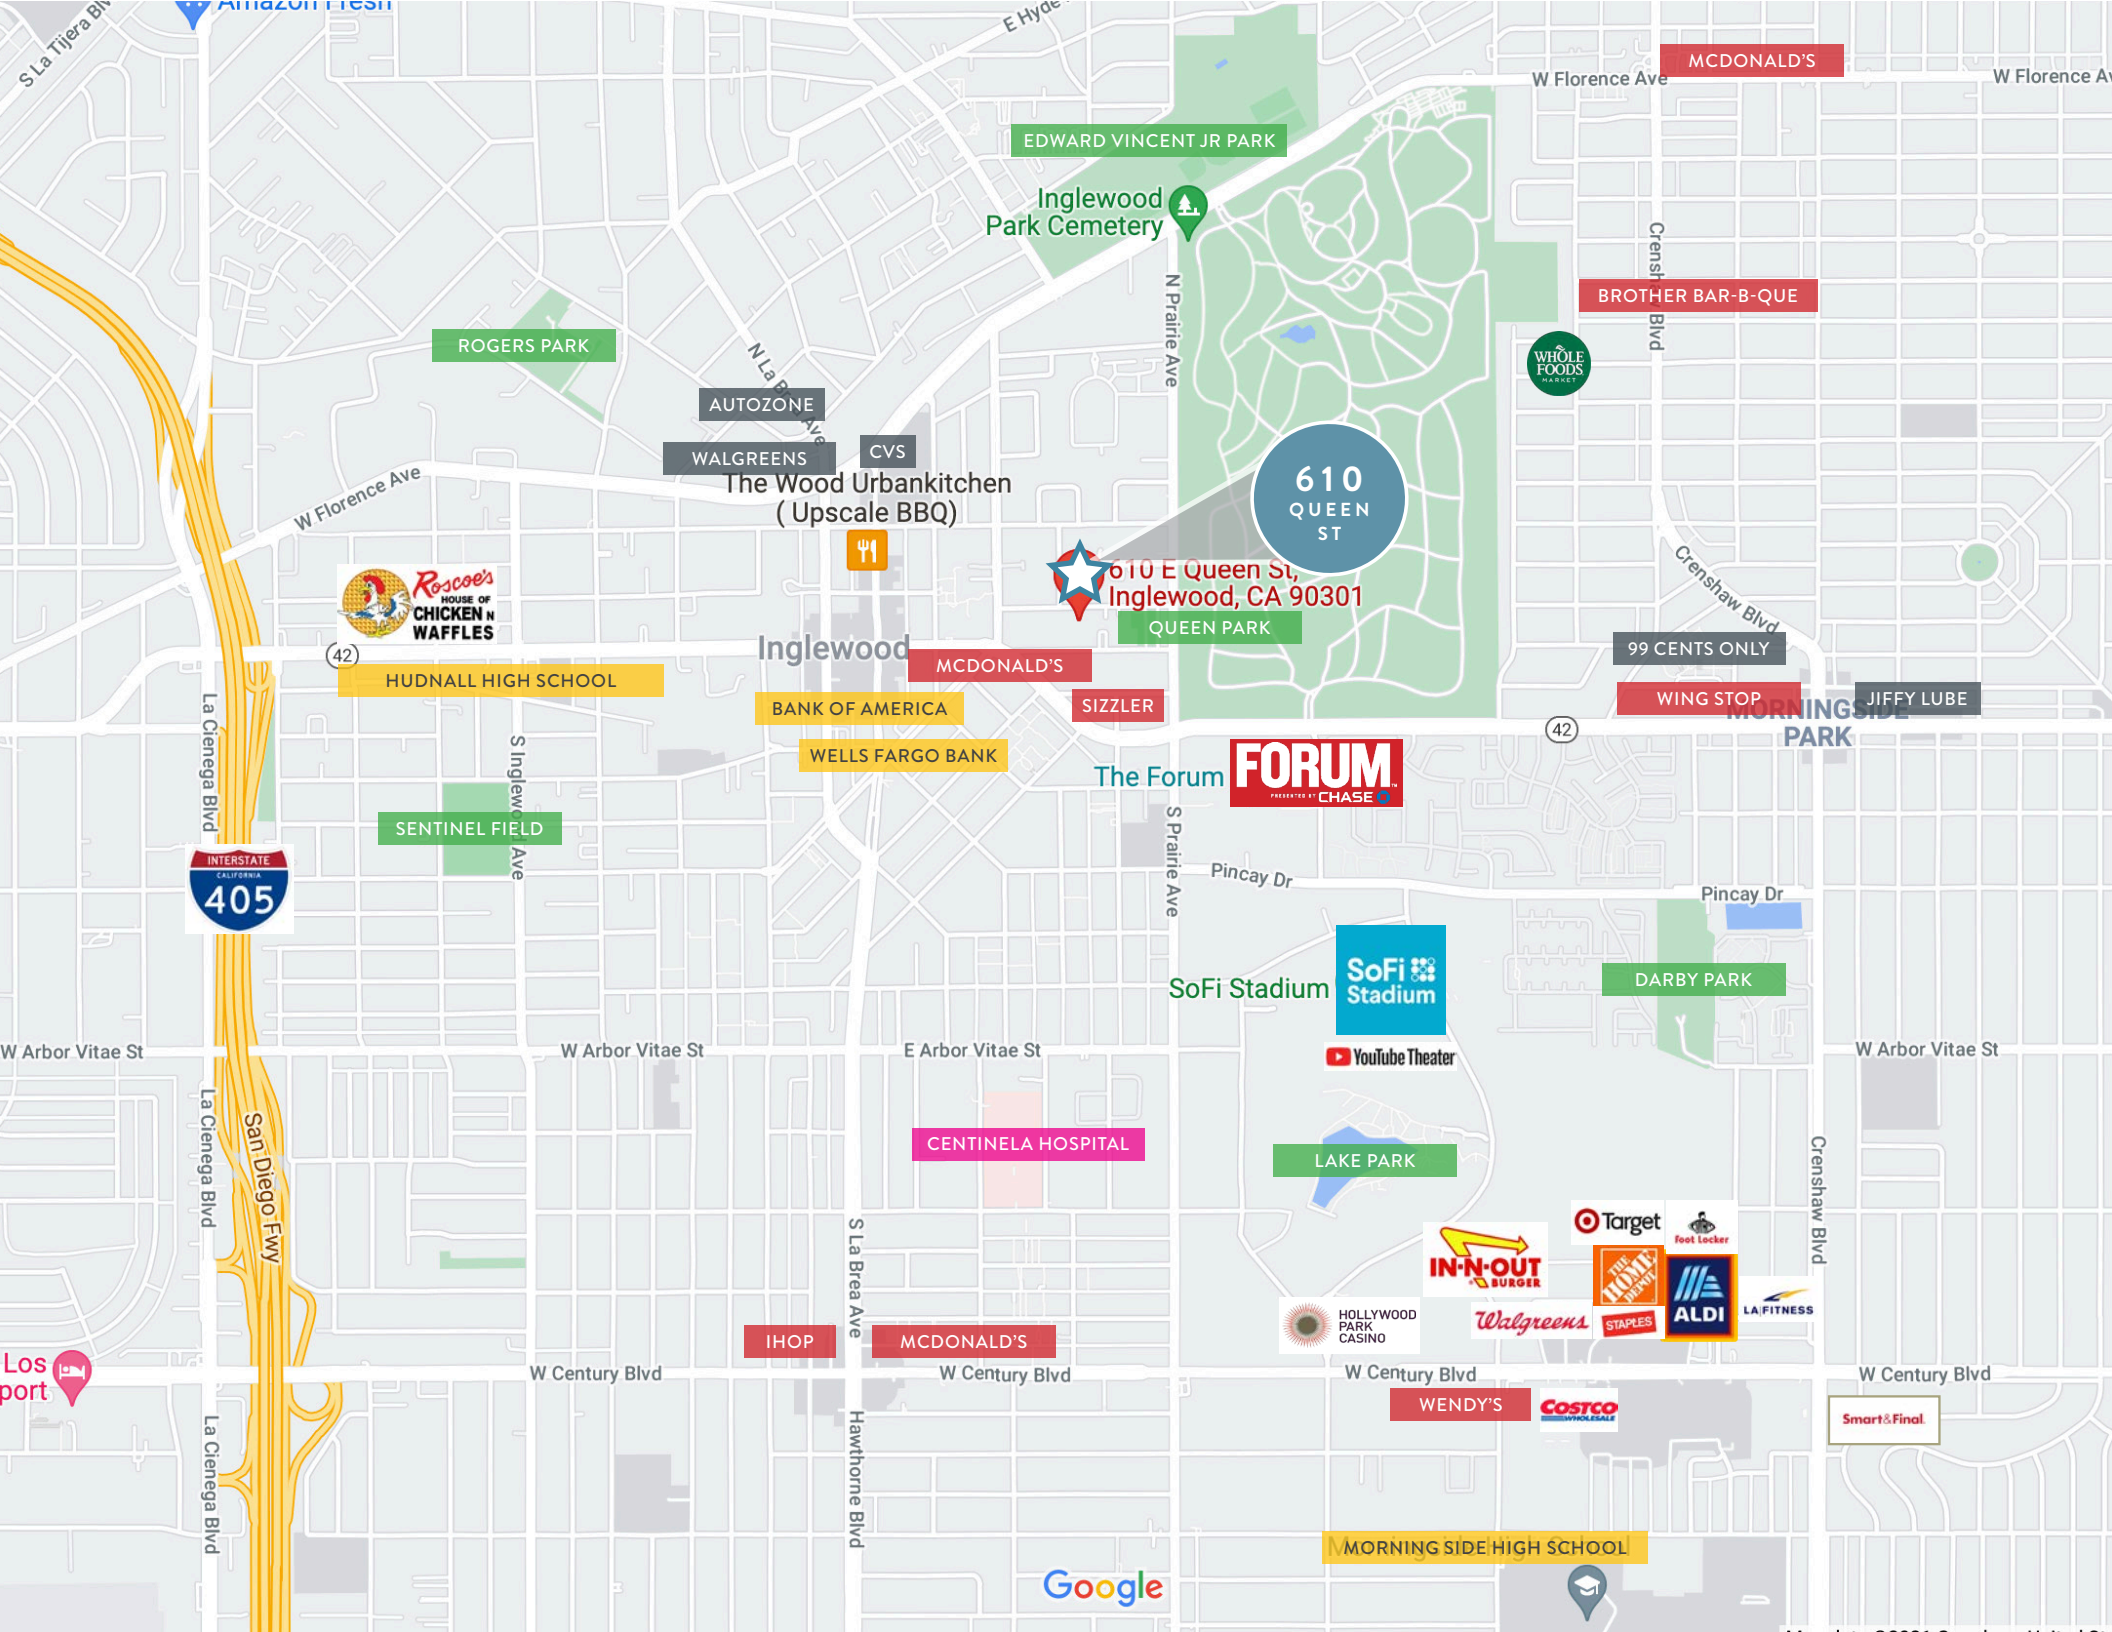 Amazon Fresh
S La Tijera Blv
E Hyde
W Florence Ave
MCDONALD'S
W Florence Av
EDWARD VINCENT JR PARK
Inglewood
Park Cemetery
N Prairie Ave
Crenshaw Blvd
BROTHER BAR-B-QUE
ROGERS PARK
N La Brea Ave
WHOLE
FOODS
MARKET
AUTOZONE
CVS
WALGREENS
The Wood Urbankitchen
( Upscale BBQ)
W Florence Ave
610
QUEEN
ST
610 E Queen St,
Inglewood, CA 90301
QUEEN PARK
Roscoe's
HOUSE OF
CHICKEN N
WAFFLES
Crenshaw Blvd
Inglewood
42
MCDONALD'S
HUDNALL HIGH SCHOOL
99 CENTS ONLY
BANK OF AMERICA
SIZZLER
WING STOP
JIFFY LUBE
MORNINGSIDE
PARK
42
WELLS FARGO BANK
La Cienega Blvd
S Inglewood Ave
The Forum
FORUM
PRESENTED BY CHASE
SENTINEL FIELD
S Prairie Ave
INTERSTATE
CALIFORNIA
405
Pincay Dr
Pincay Dr
SoFi Stadium
SoFi
Stadium
DARBY PARK
W Arbor Vitae St
W Arbor Vitae St
E Arbor Vitae St
YouTube Theater
W Arbor Vitae St
La Cienega Blvd
San Diego Fwy
CENTINELA HOSPITAL
LAKE PARK
Crenshaw Blvd
S La Brea Ave
Target
Foot Locker
IN-N-OUT
BURGER
THE
HOME
DEPOT
ALDI
LA|FITNESS
HOLLYWOOD
PARK
CASINO
Walgreens
STAPLES
IHOP
MCDONALD'S
Los
port
W Century Blvd
W Century Blvd
W Century Blvd
W Century Blvd
WENDY'S
COSTCO
WHOLESALE
Smart&Final.
La Cienega Blvd
Hawthorne Blvd
Morningside High School
MORNING SIDE HIGH SCHOOL
Google